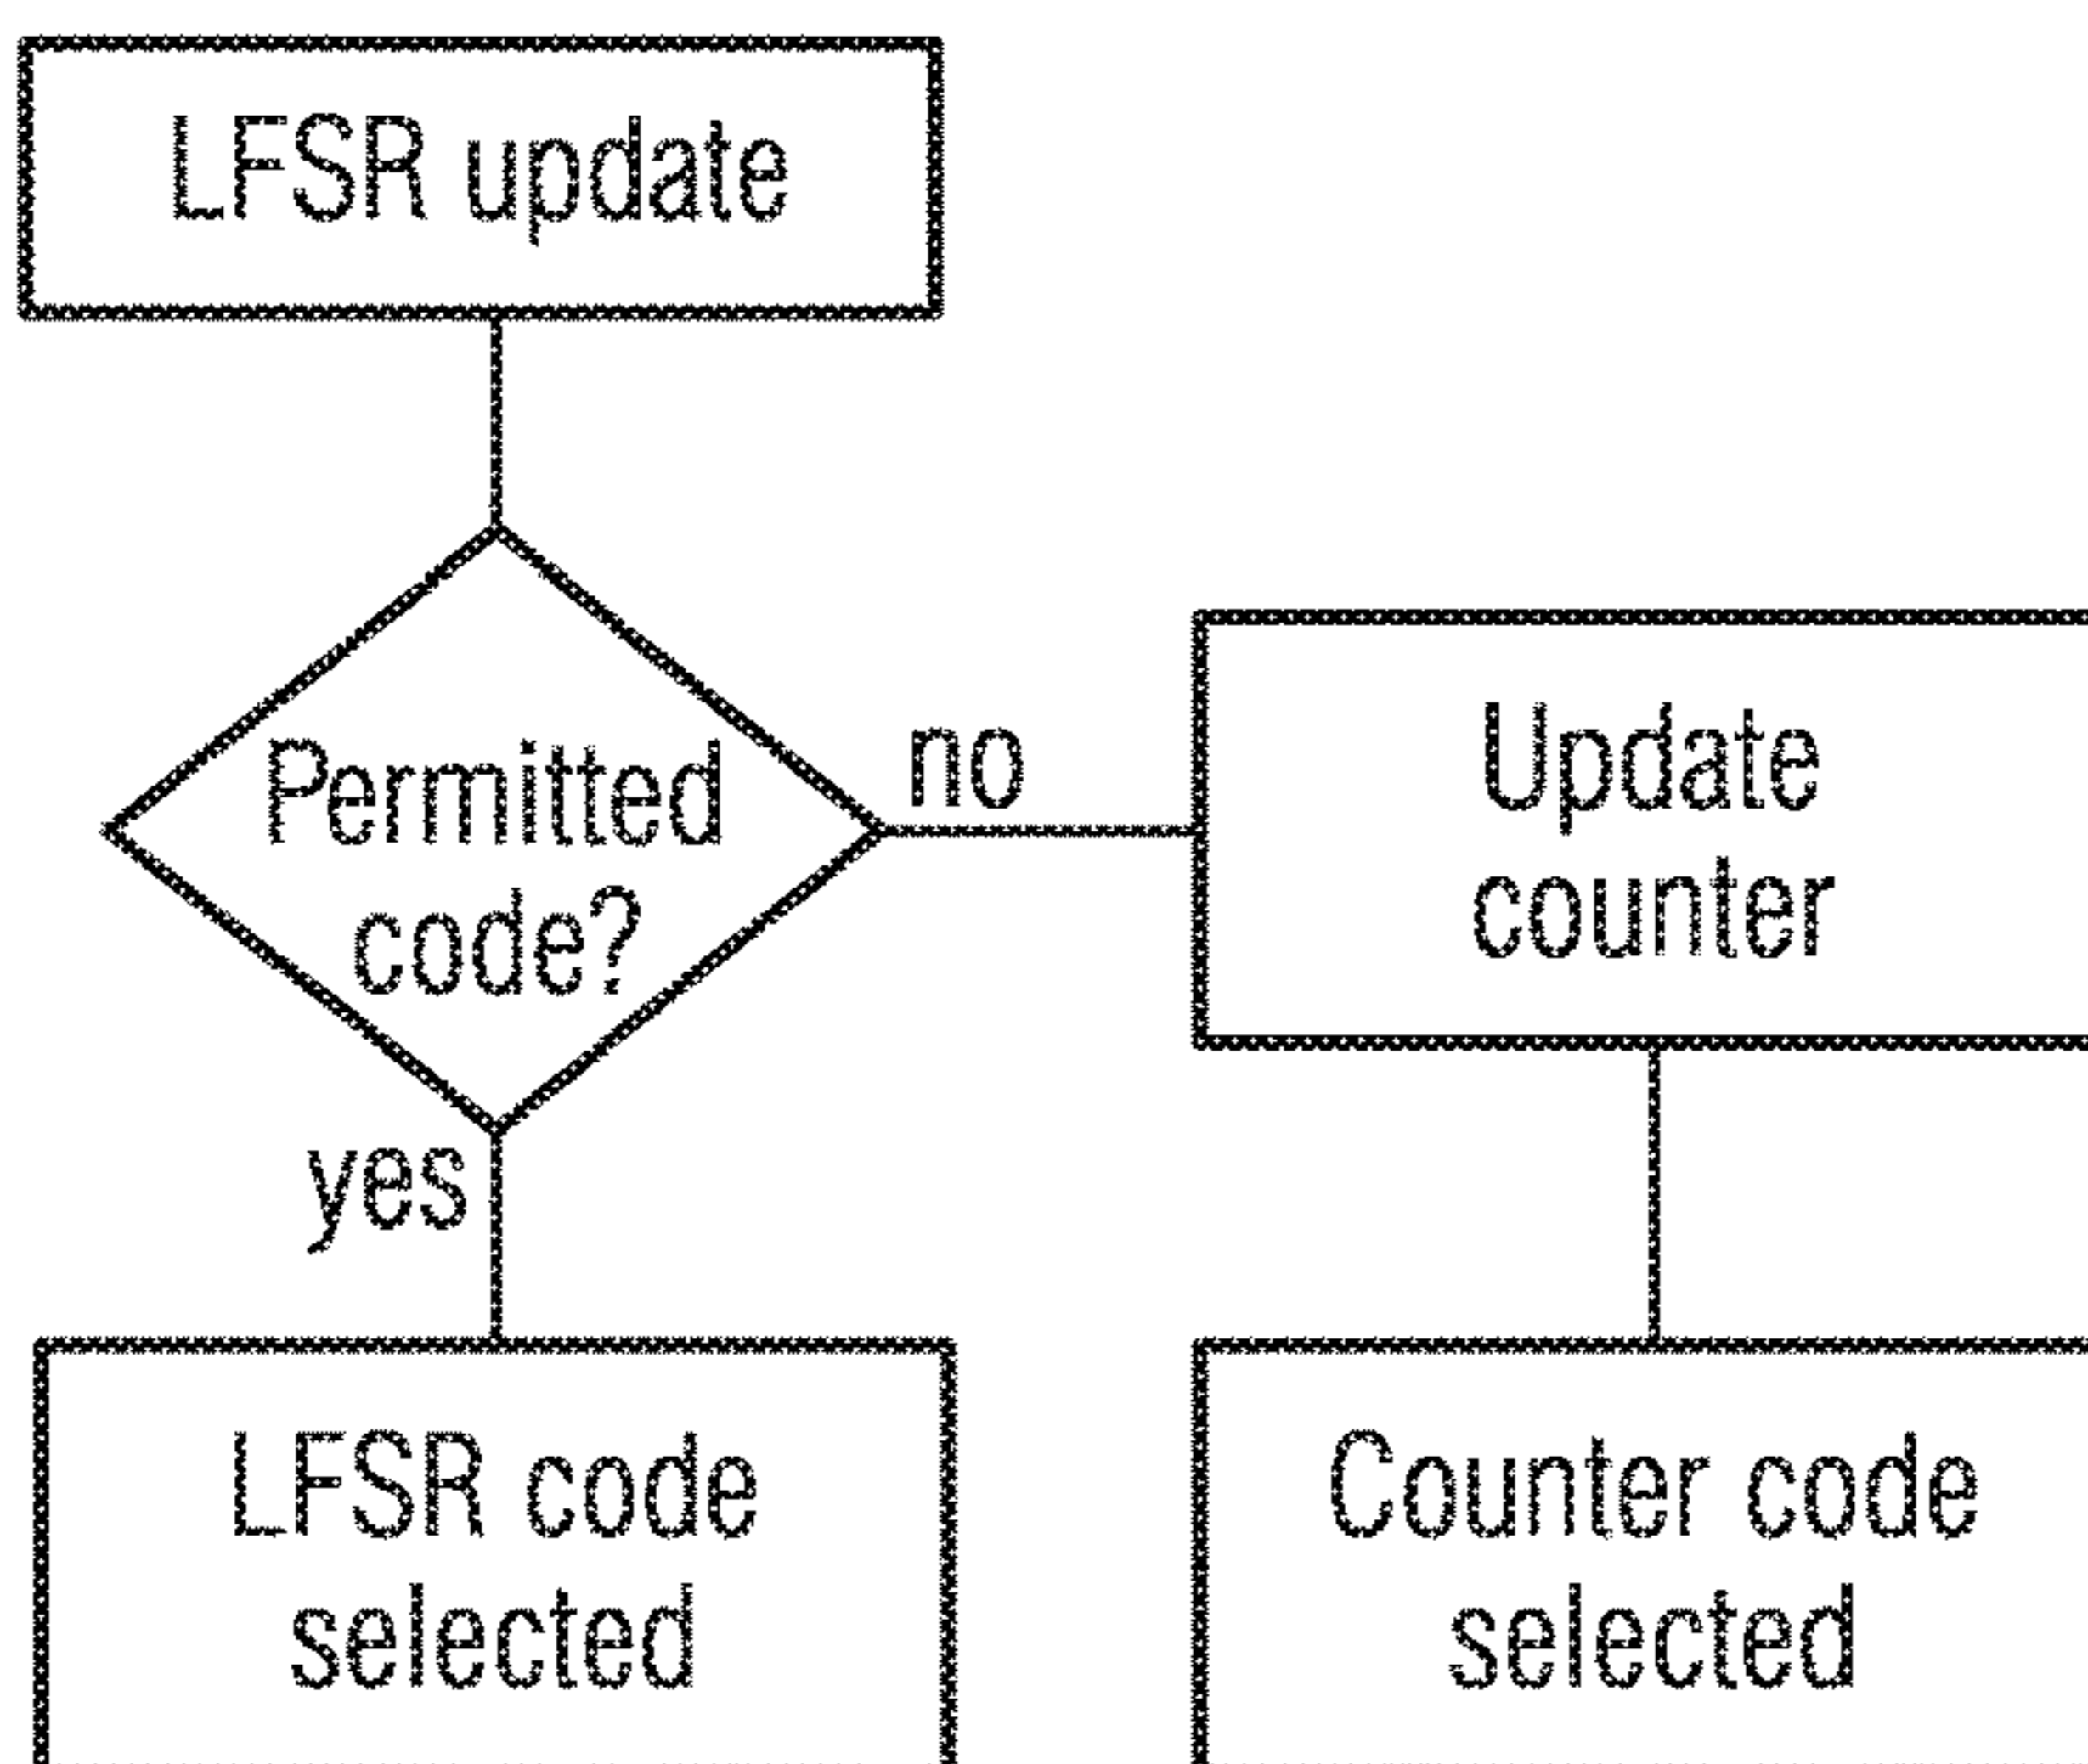 LFSR update
Permitted
code?
no
Update
counter
yes
LFSR code
selected
Counter code
selected